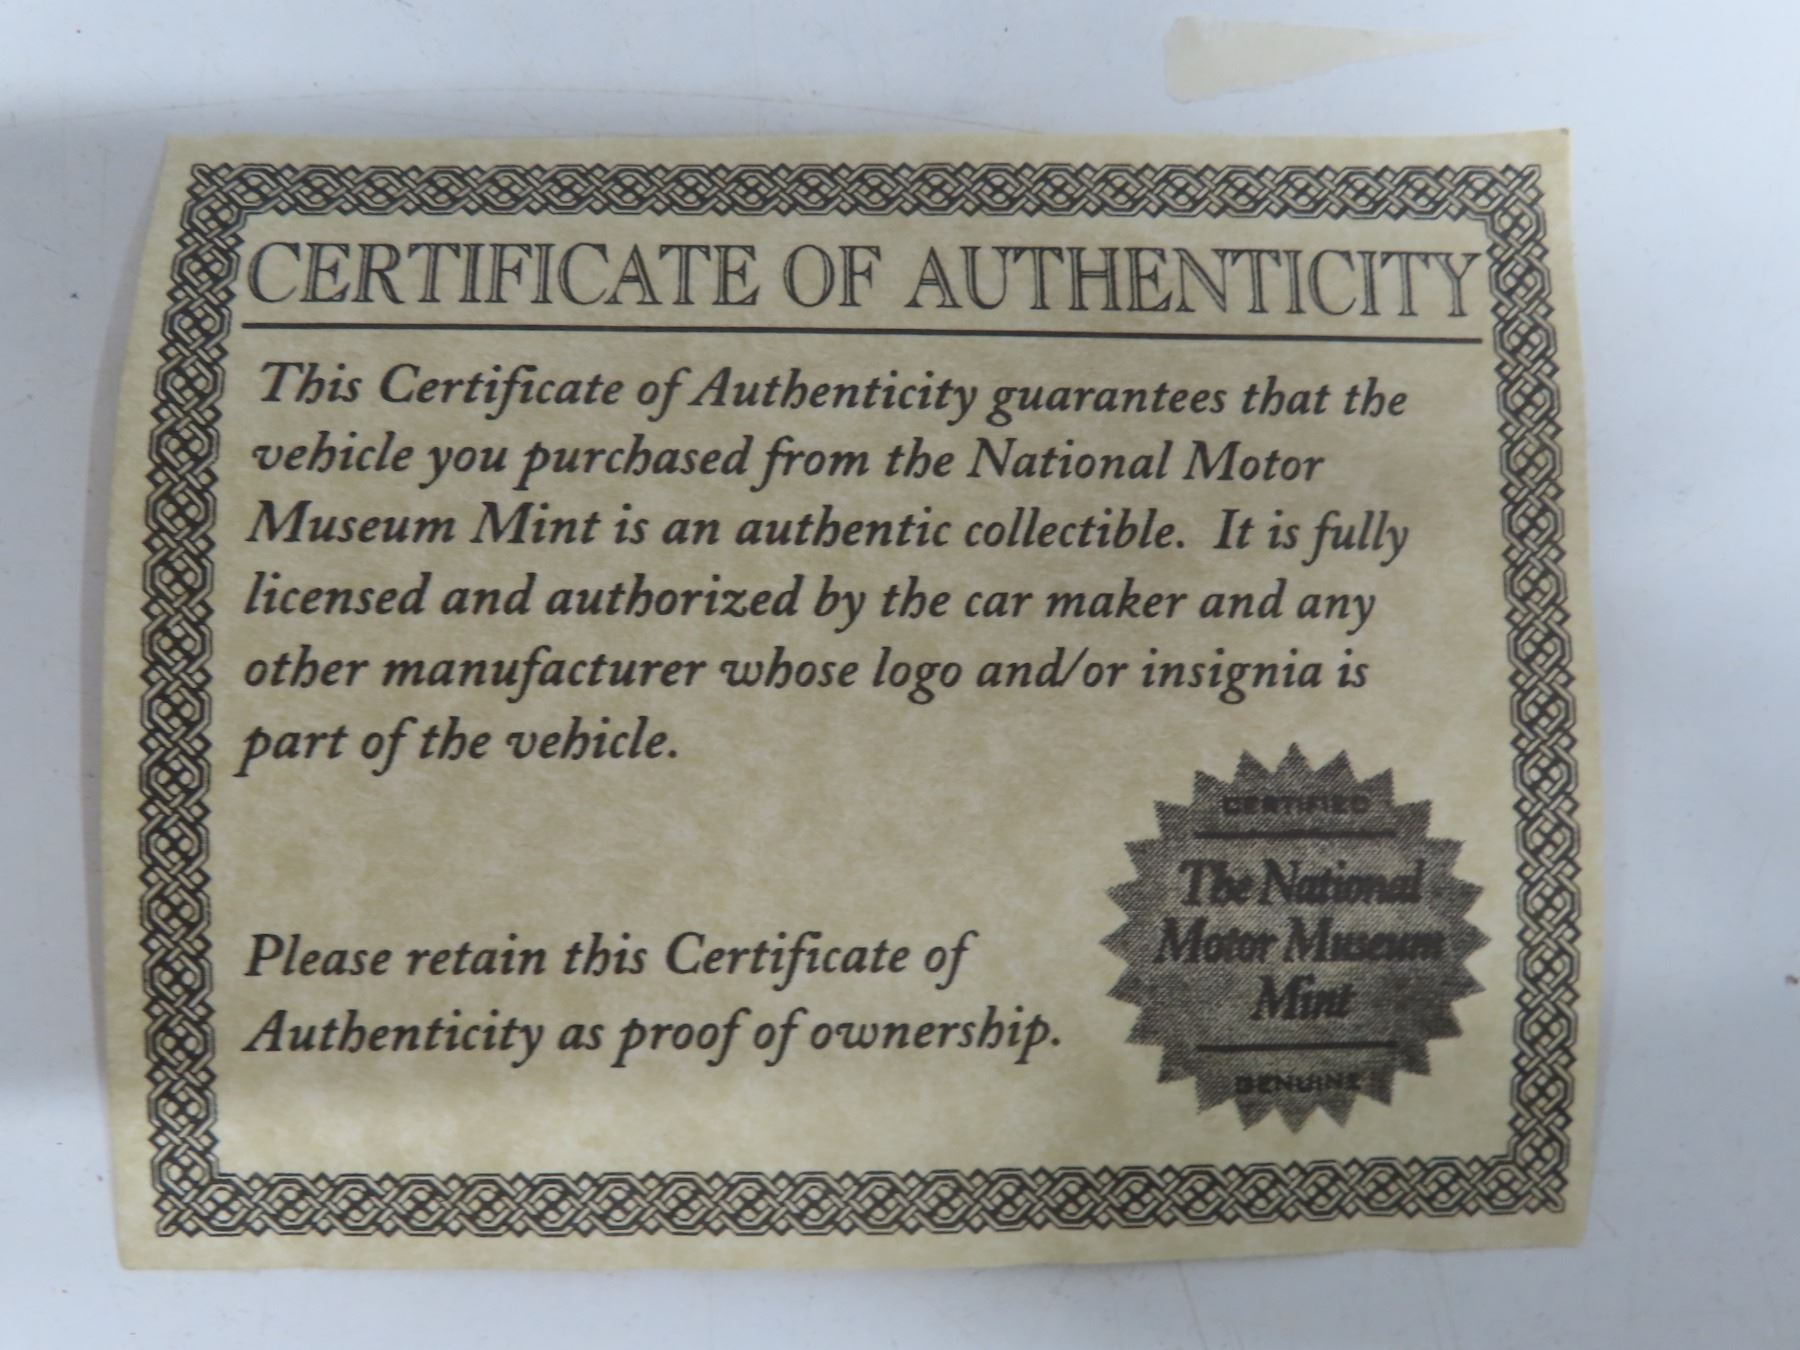 CERTIFICATE OF AUTHENTICITY
This Certificate of Authenticity guarantees that the
vehicle you purchased from the National Motor
Museum Mint is an authentic collectible. It is fully
licensed and authorized by the car maker and any
other manufacturer whose logo and/or insignia is
part of the vehicle.
Please retain this Certificate of
Authenticity as proof of ownership.
CERTIFIED
The National
Motor Museum
Mint
GENUINE